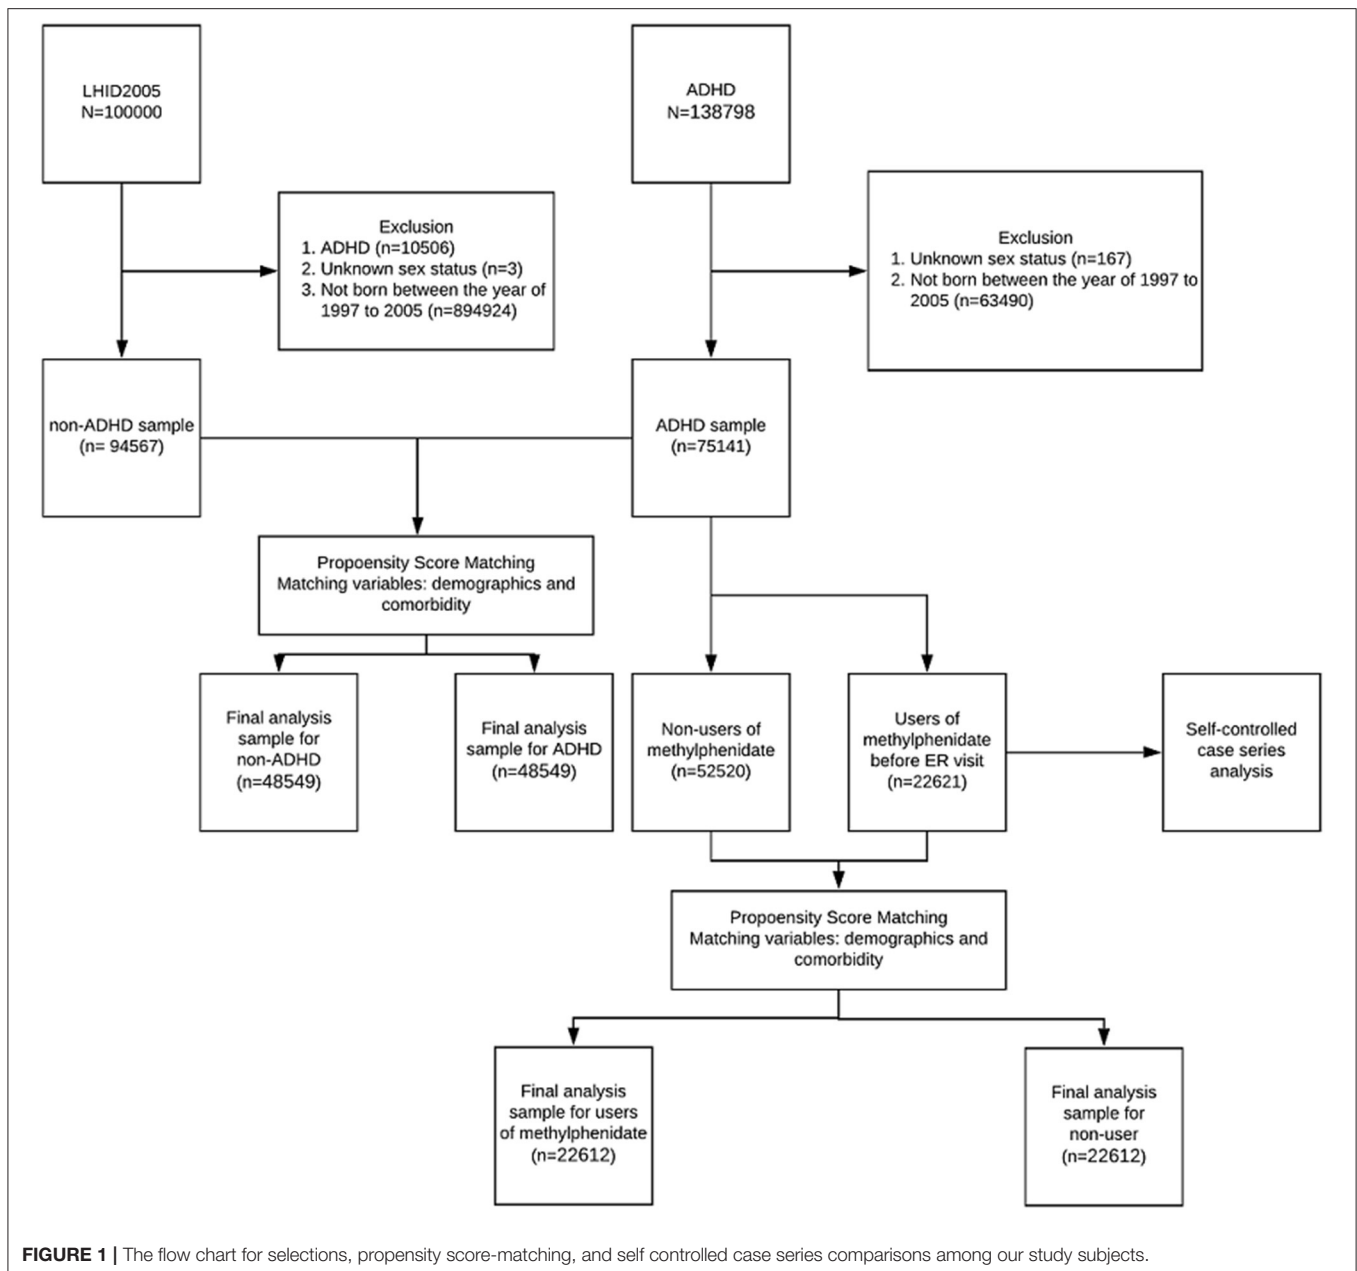 LHID2005
N=100000
ADHD
N=138798
Exclusion
1. ADHD (n=10506)
2. Unknown sex status (n=3)
3. Not born between the year of
1997 to 2005 (n=894924)
Exclusion
1. Unknown sex status (n=167)
2. Not born between the year of 1997 to
2005 (n=63490)
non-ADHD sample
(n= 94567)
ADHD sample
(n=75141)
Propoensity Score Matching
Matching variables: demographics and
comorbidity
Final analysis
sample for
non-ADHD
(n=48549)
Final analysis
sample for ADHD
(n=48549)
Non-users of
methylphenidate
(n=52520)
Users of
methylphenidate
before ER visit
(n=22621)
Self-controlled
case series
analysis
Propoensity Score Matching
Matching variables: demographics and
comorbidity
Final analysis
sample for users
of methylphenidate
(n=22612)
Final analysis
sample for
non-user
(n=22612)
FIGURE 1 | The flow chart for selections, propensity score-matching, and self controlled case series comparisons among our study subjects.